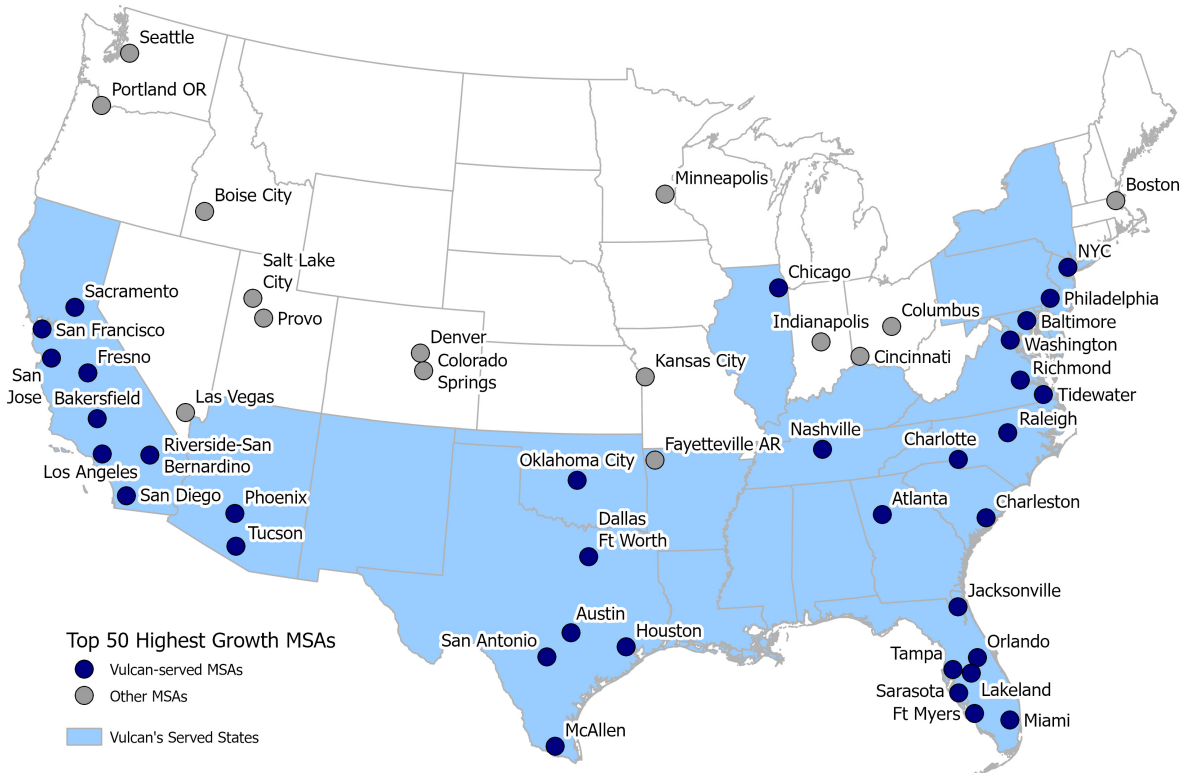 Seattle
Portland OR
Boise City
Minneapolis
Boston
Salt Lake
City
Provo
NYC
Chicago
Sacramento
Philadelphia
San Francisco
Columbus
Indianapolis
Baltimore
Denver
Washington
Fresno
Colorado
Springs
Kansas City
Cincinnati
San
Jose
Richmond
Bakersfield
Las Vegas
Tidewater
Raleigh
Nashville
Charlotte
Riverside-San
Bernardino
Fayetteville AR
Los Angeles
Oklahoma City
San Diego
Phoenix
Atlanta
Charleston
Dallas
Ft Worth
Tucson
Jacksonville
Austin
Houston
San Antonio
Orlando
Tampa
Lakeland
Sarasota
Ft Myers
Miami
McAllen
Top 50 Highest Growth MSAs
Vulcan-served MSAs
Other MSAs
Vulcan's Served States